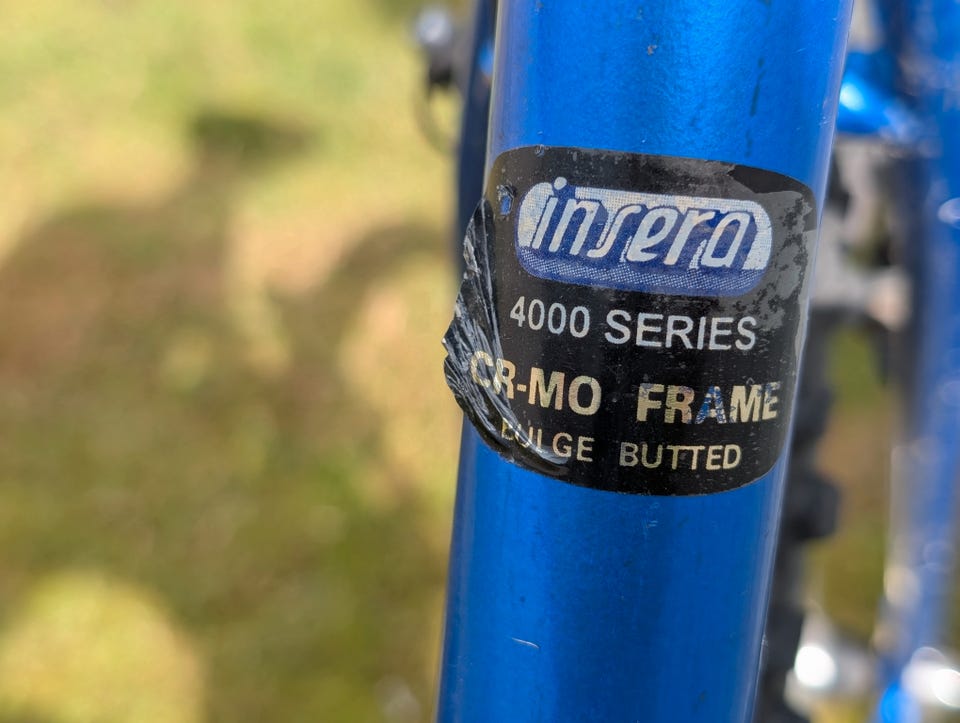 insera
4000 SERIES
CR-MO FRAME
BULGE BUTTED